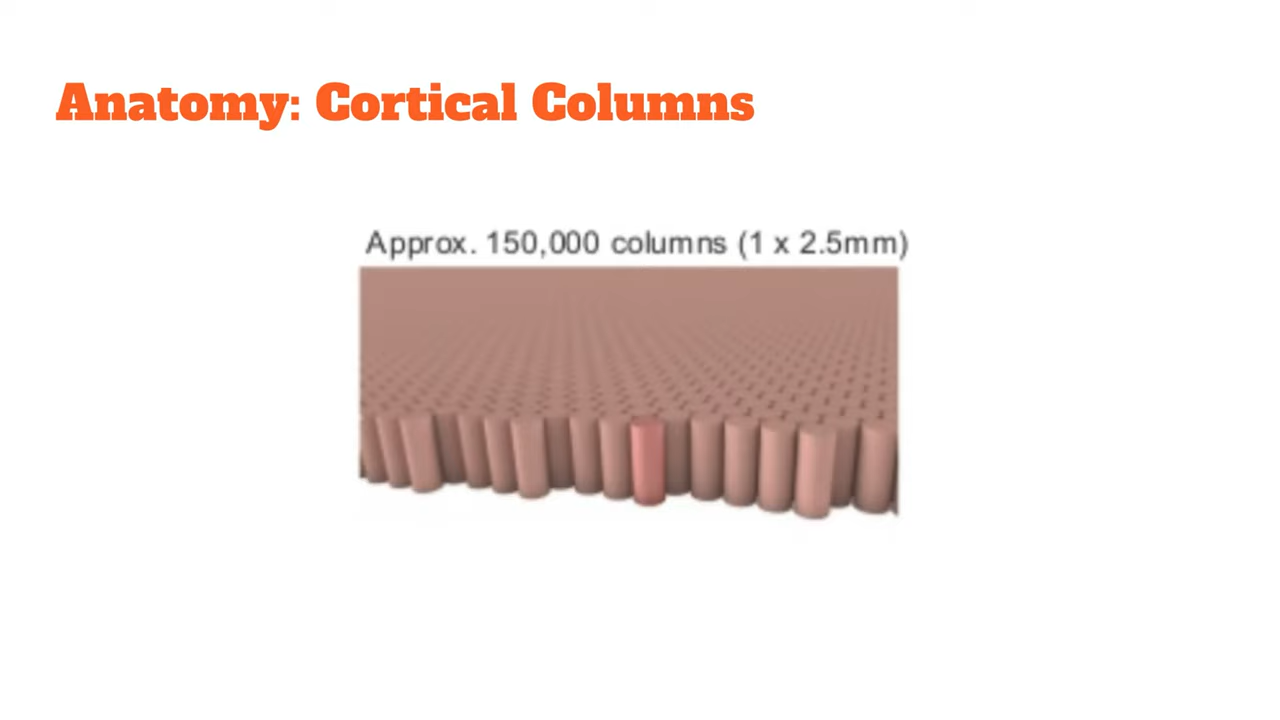 Anatomy: Cortical Columns
Approx. 150,000 columns (1 x 2.5mm)